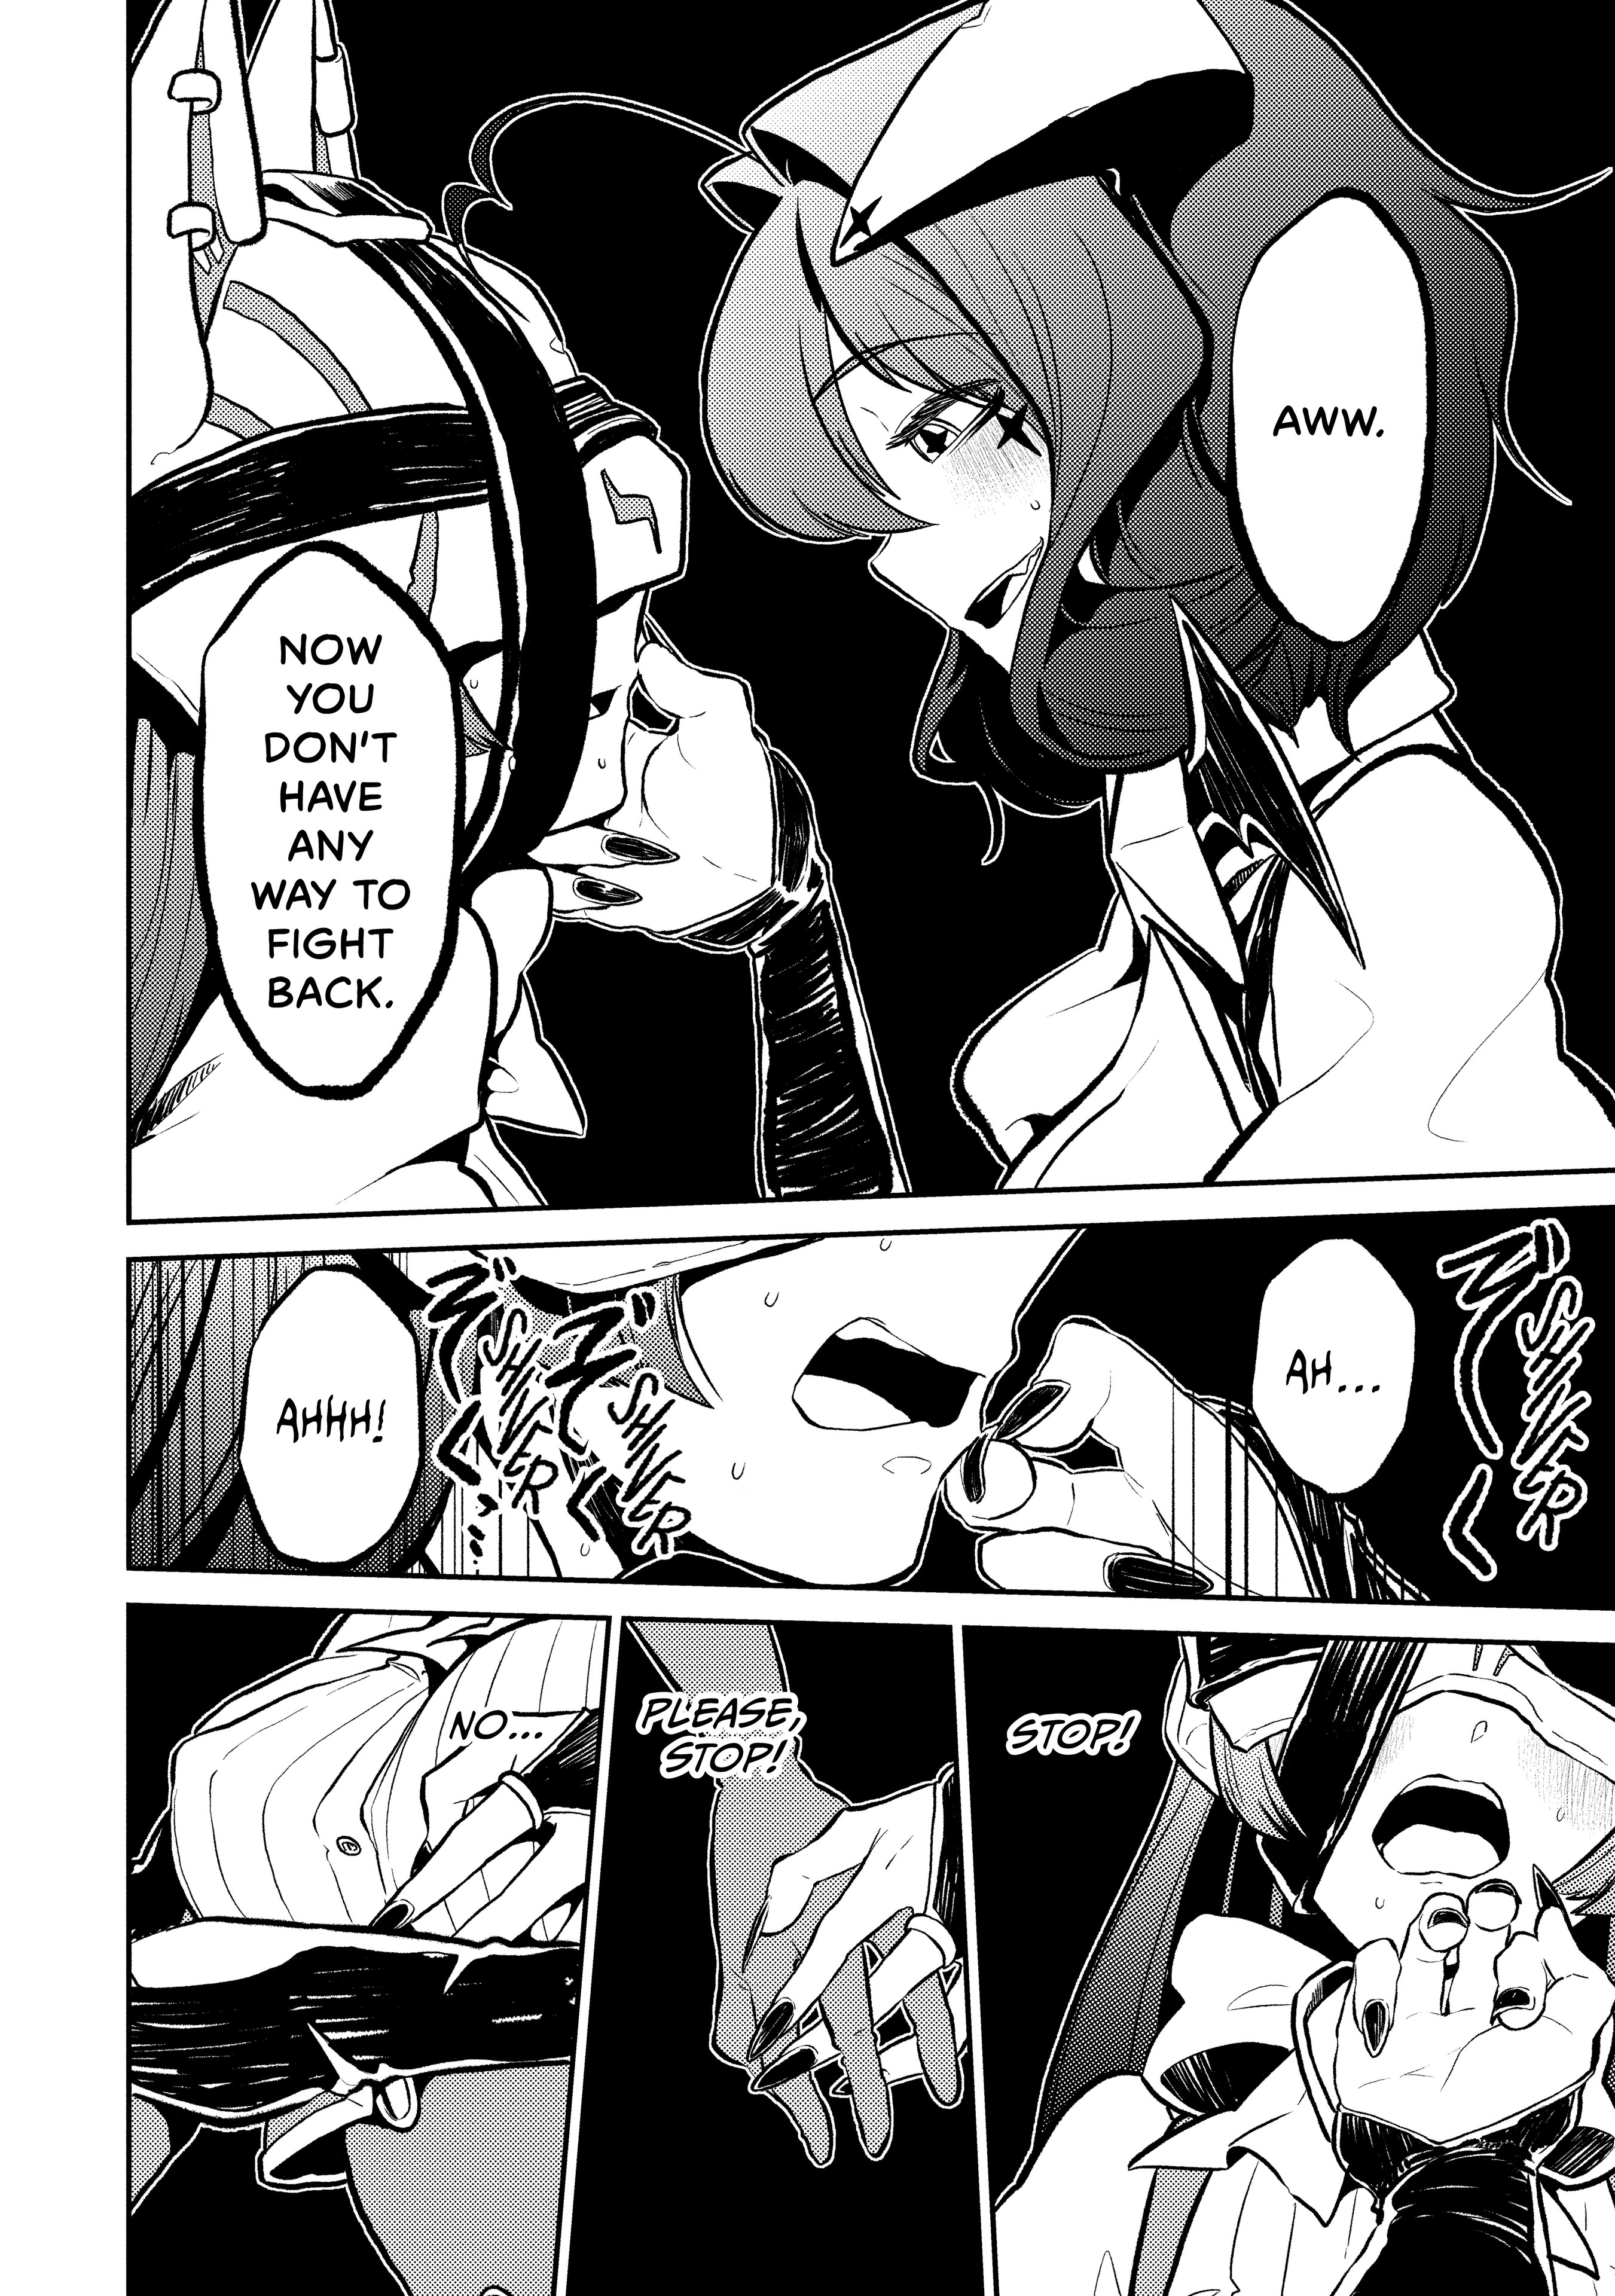 AWW.
NOW
YOU
DON'T
HAVE
ANY
WAY TO
FIGHT
BACK.
SHIVER
AH...
SHIVER
SHIVER
AHHH!
STOP!
PLEASE,
STOP!
NO...